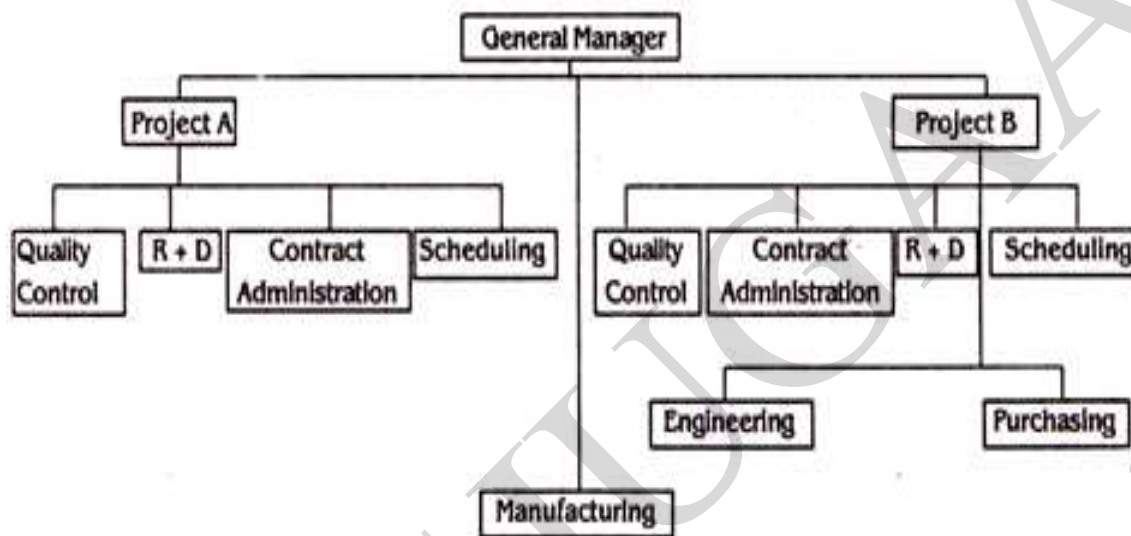 General Manager
Project A
Project B
Quality
Control
R + D
Contract
Administration
Scheduling
Quality
Control
Contract
Administration
R + D
Scheduling
Engineering
Purchasing
Manufacturing